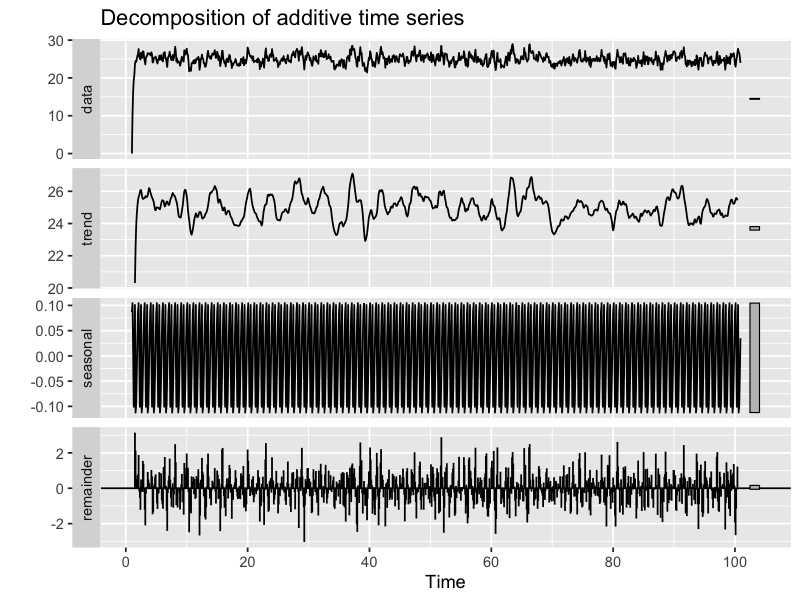 Decomposition of additive time series
30
20
10
0
data
26
24
22
20
trend
0.10
0.05
0.00
-0.05
-0.10
seasonal
2
0
-2
remainder
0 20 40 60 80 100
Time